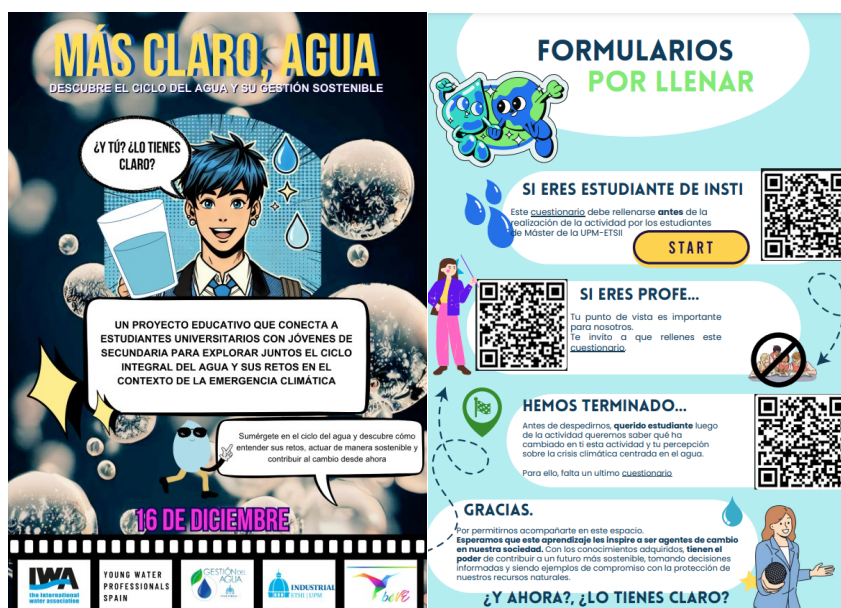 MÁS CLARO, AGUA
DESCUBRE EL CICLO DEL AGUA Y SU GESTIÓN SOSTENIBLE
¿Y TÚ? ¿LO TIENES
CLARO?
UN PROYECTO EDUCATIVO QUE CONECTA A
ESTUDIANTES UNIVERSITARIOS CON JÓVENES DE
SECUNDARIA PARA EXPLORAR JUNTOS EL CICLO
INTEGRAL DEL AGUA Y SUS RETOS EN EL
CONTEXTO DE LA EMERGENCIA CLIMÁTICA
Sumérgete en el ciclo del agua y descubre cómo
entender sus retos, actuar de manera sostenible y
contribuir al cambio desde ahora
16 DE DICIEMBRE
IWA
the international
water association
YOUNG WATER
PROFESSIONALS
SPAIN
GESTIÓN DEL
AGUA
INDUSTRIALES
ETSII | UPM
FORMULARIOS
POR LLENAR
SI ERES ESTUDIANTE DE INSTI
Este cuestionario debe rellenarse antes de la
realización de la actividad por los estudiantes
de Máster de la UPM-ETSII
START
SI ERES PROFE...
Tu punto de vista es importante
para nosotros.
Te invito a que rellenes este
cuestionario.
HEMOS TERMINADO...
Antes de despedirnos, querido estudiante luego
de la actividad queremos saber qué ha
cambiado en ti esta actividad y tu percepción
sobre la crisis climática centrada en el agua.
Para ello, falta un ultimo cuestionario
GRACIAS.
Por permitirnos acompañarte en este espacio.
Esperamos que este aprendizaje les inspire a ser agentes de cambio
en nuestra sociedad. Con los conocimientos adquiridos, tienen el
poder de contribuir a un futuro más sostenible, tomando decisiones
informadas y siendo ejemplos de compromiso con la protección de
nuestros recursos naturales.
¿Y AHORA?, ¿LO TIENES CLARO?